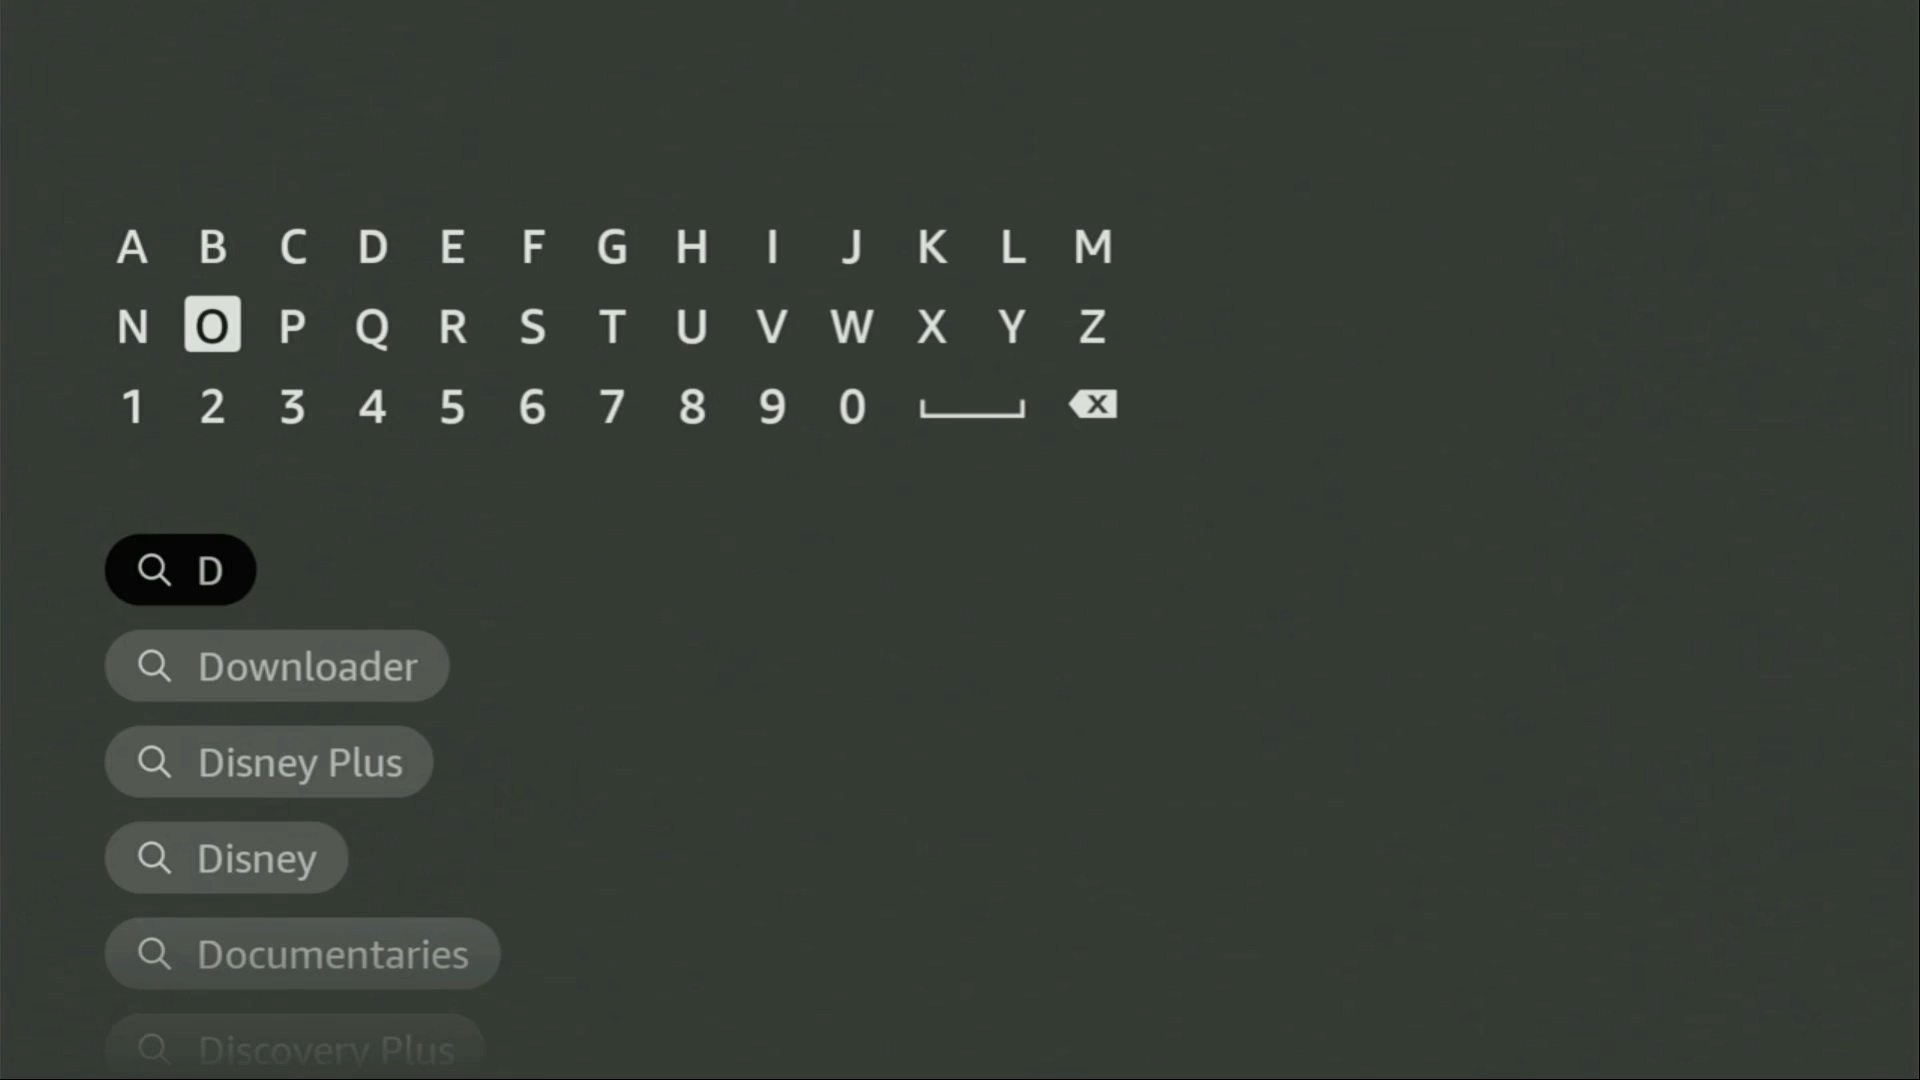 A B C D E F G H I J K L M
N O P Q R S T U V W X Y Z
1 2 3 4 5 6 7 8 9 0
D
Downloader
Disney Plus
Disney
Documentaries
Discovery Plus